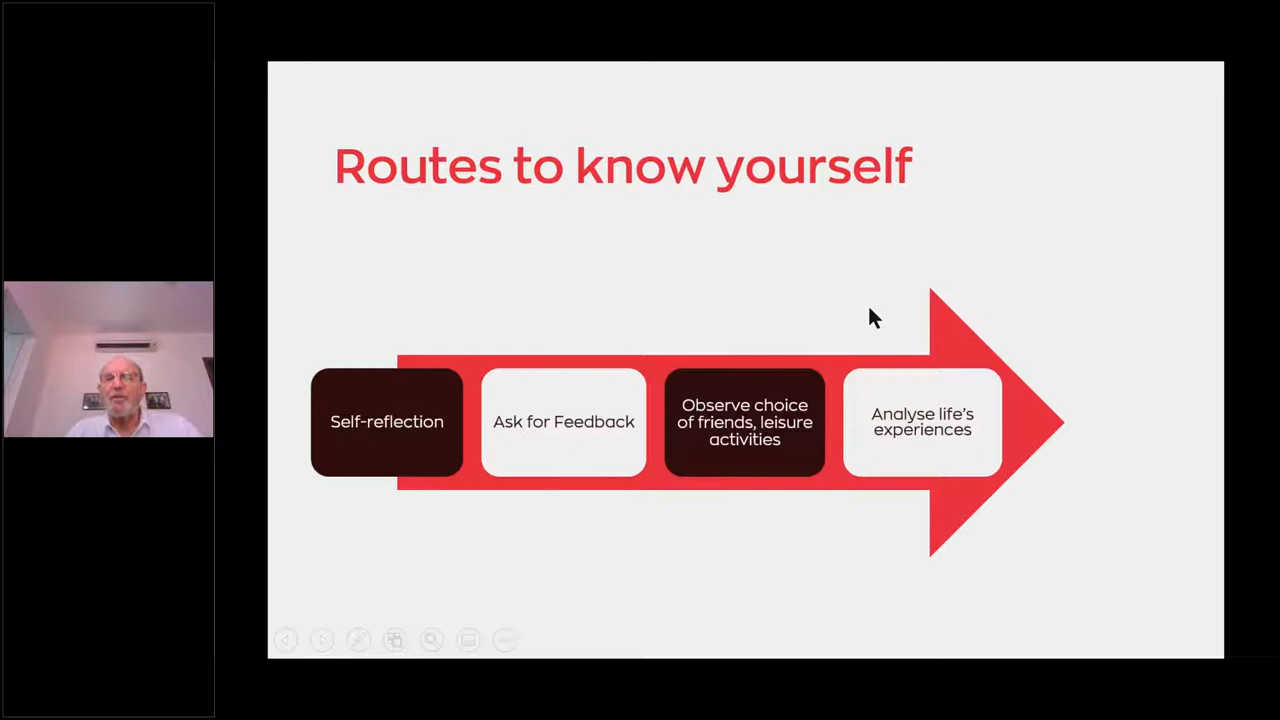 Routes to know yourself
Self-reflection
Ask for Feedback
Observe choice
of friends, leisure
activities
Analyse life's
experiences